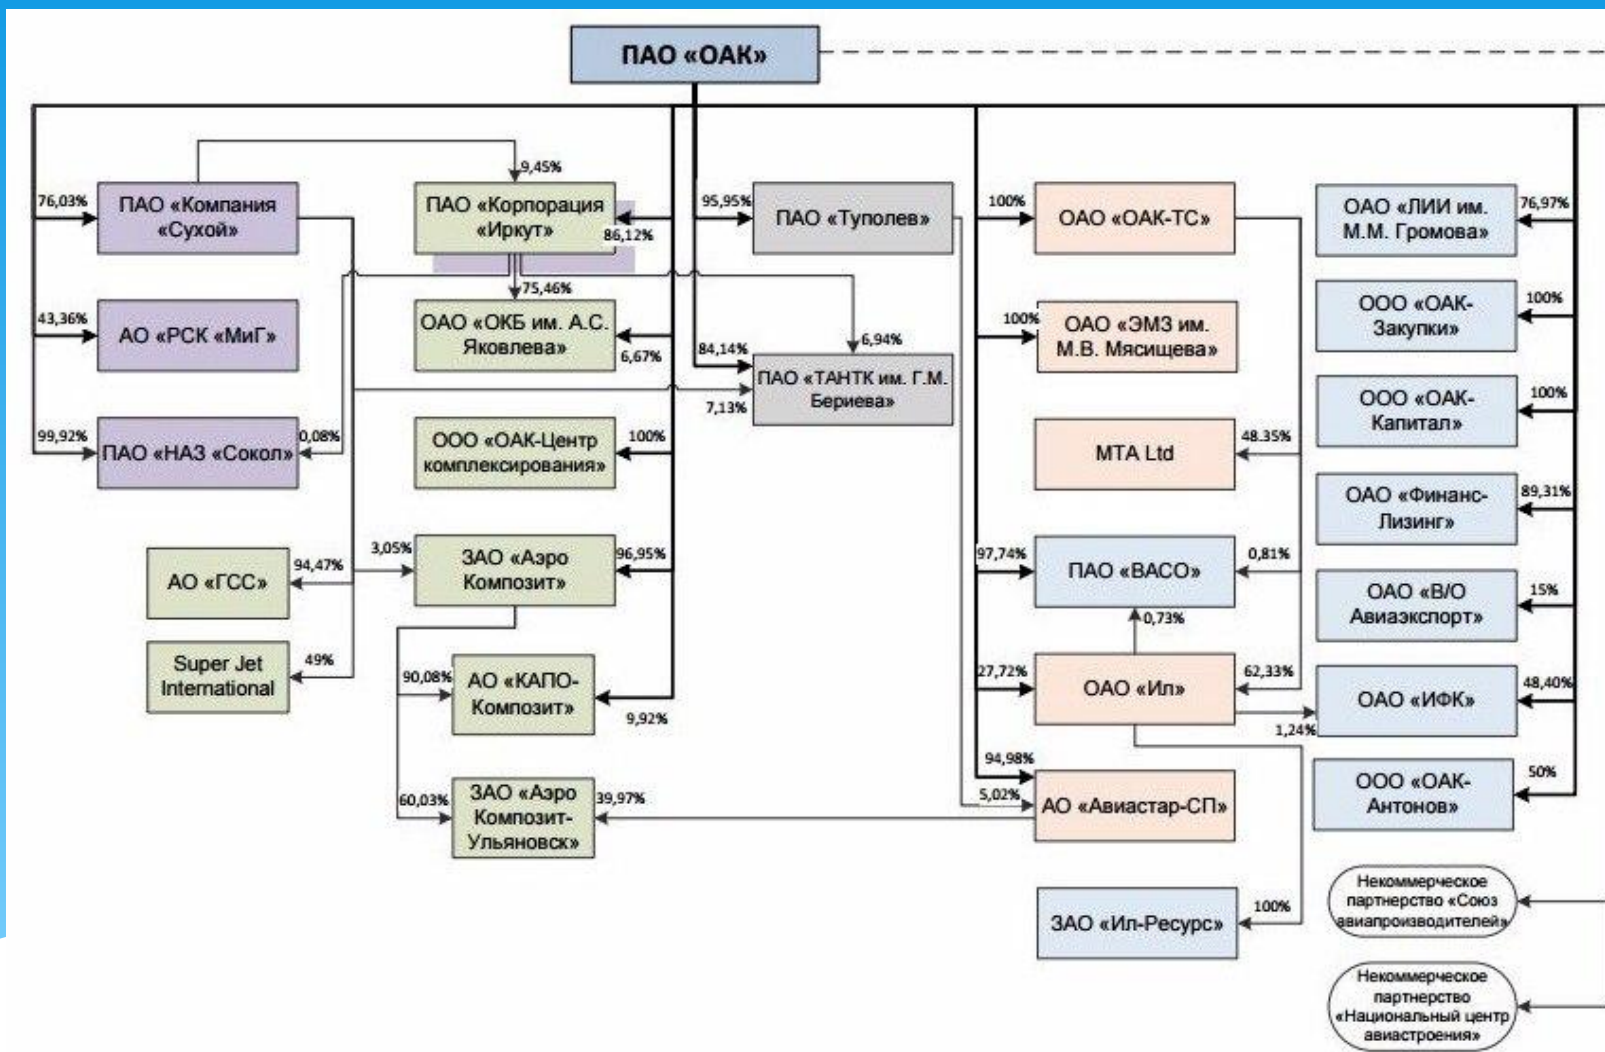 ПАО «ОАК»
9,45%
76,03%
ПАО «Компания
«Сухой»
ПАО «Корпорация
«Иркут»
86,12%
95,95%
ПАО «Туполев»
100%
ОАО «ОАК-ТС»
ОАО «ЛИИ им.
М.М. Громова»
76,97%
75,46%
43,36%
АО «РСК «МиГ»
ОАО «ОКБ им. А.С.
Яковлева»
6,67%
84,14%
6,94%
ПАО «ТАНТК им. Г.М.
Бериева»
7,13%
100%
ОАО «ЭМЗ им.
М.В. Мясищева»
ООО «ОАК-
Закупки»
100%
99,92%
ПАО «НАЗ «Сокол»
0,08%
ООО «ОАК-Центр
комплексирования»
100%
MTA Ltd
48.35%
ООО «ОАК-
Капитал»
100%
ОАО «Финанс-
Лизинг»
89,31%
АО «ГСС»
94,47%
3,05%
ЗАО «Аэро
Композит»
96,95%
97,74%
ПАО «ВАСО»
0,81%
0,73%
ОАО «В/О
Авиаэкспорт»
15%
Super Jet
International
49%
90,08%
АО «КАПО-
Композит»
9,92%
27,72%
ОАО «Ил»
62,33%
1,24%
ОАО «ИФК»
48,40%
60,03%
ЗАО «Аэро
Композит-
Ульяновск»
39,97%
94,98%
5,02%
АО «Авиастар-СП»
ООО «ОАК-
Антонов»
50%
ЗАО «Ил-Ресурс»
100%
Некоммерческое
партнерство «Союз
авиапроизводителей»
Некоммерческое
партнерство
«Национальный центр
авиастроения»